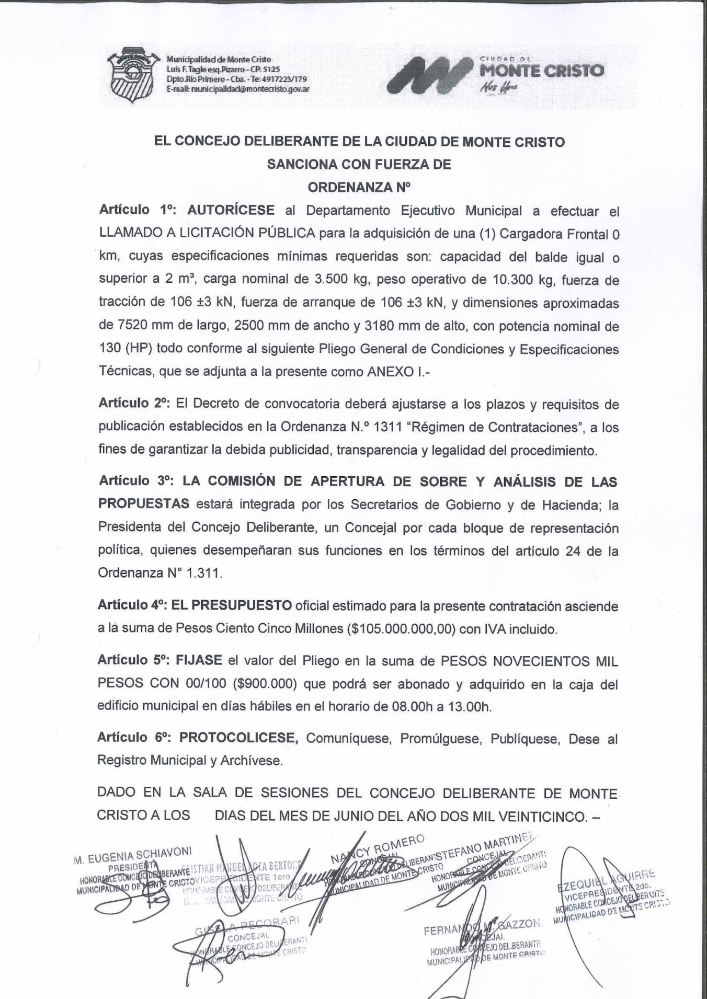 Municipalidad de Monte Cristo
Luis F. Tagle esq.Pizarro - CP: 5125
Dpto.Río Primero - Cba. - Te: 4917223/179
E-mail: municipalidad@montecristo.gov.ar
CIUDAD DE
MONTE CRISTO
Nos Une
EL CONCEJO DELIBERANTE DE LA CIUDAD DE MONTE CRISTO
SANCIONA CON FUERZA DE
ORDENANZA Nº
Artículo 1º: AUTORÍCESE al Departamento Ejecutivo Municipal a efectuar el
LLAMADO A LICITACIÓN PÚBLICA para la adquisición de una (1) Cargadora Frontal 0
km, cuyas especificaciones mínimas requeridas son: capacidad del balde igual o
superior a 2 m³, carga nominal de 3.500 kg, peso operativo de 10.300 kg, fuerza de
tracción de 106 ±3 kN, fuerza de arranque de 106 ±3 kN, y dimensiones aproximadas
de 7520 mm de largo, 2500 mm de ancho y 3180 mm de alto, con potencia nominal de
130 (HP) todo conforme al siguiente Pliego General de Condiciones y Especificaciones
Técnicas, que se adjunta a la presente como ANEXO I.-
Artículo 2º: El Decreto de convocatoria deberá ajustarse a los plazos y requisitos de
publicación establecidos en la Ordenanza N.º 1311 “Régimen de Contrataciones”, a los
fines de garantizar la debida publicidad, transparencia y legalidad del procedimiento.
Artículo 3º: LA COMISIÓN DE APERTURA DE SOBRE Y ANÁLISIS DE LAS
PROPUESTAS estará integrada por los Secretarios de Gobierno y de Hacienda; la
Presidenta del Concejo Deliberante, un Concejal por cada bloque de representación
política, quienes desempeñaran sus funciones en los términos del artículo 24 de la
Ordenanza N° 1.311.
Artículo 4º: EL PRESUPUESTO oficial estimado para la presente contratación asciende
a la suma de Pesos Ciento Cinco Millones ($105.000.000,00) con IVA incluido.
Artículo 5º: FIJASE el valor del Pliego en la suma de PESOS NOVECIENTOS MIL
PESOS CON 00/100 ($900.000) que podrá ser abonado y adquirido en la caja del
edificio municipal en días hábiles en el horario de 08.00h a 13.00h.
Artículo 6º: PROTOCOLICESE, Comuníquese, Promúlguese, Publíquese, Dese al
Registro Municipal y Archívese.
DADO EN LA SALA DE SESIONES DEL CONCEJO DELIBERANTE DE MONTE
CRISTO A LOS DIAS DEL MES DE JUNIO DEL AÑO DOS MIL VEINTICINCO. –
M. EUGENIA SCHIAVONI
PRESIDENTA
HONORABLE CONCEJO DELIBERANTE
MUNICIPALIDAD DE MONTE CRISTO
CRISTIAN MANUEL ROCA BERTONE
VICEPRESIDENTE 1ero
HONORABLE CONCEJO DELIBERANTE
MUNICIPALIDAD DE MONTE CRISTO
NANCY ROMERO
CONCEJAL
HONORABLE CONCEJO DELIBERANTE
MUNICIPALIDAD DE MONTE CRISTO
STEFANO MARTINEZ
CONCEJAL
HONORABLE CONCEJO DELIBERANTE
MUNICIPALIDAD DE MONTE CRISTO
EZEQUIEL AGUIRRE
VICEPRESIDENTE 2do.
HONORABLE CONCEJO DELIBERANTE
MUNICIPALIDAD DE MONTE CRISTO
GISELA PECORARI
CONCEJAL
HONORABLE CONCEJO DELIBERANTE
MUNICIPALIDAD DE MONTE CRISTO
FERNANDO M. GAZZON
CONCEJAL
HONORABLE CONCEJO DELIBERANTE
MUNICIPALIDAD DE MONTE CRISTO